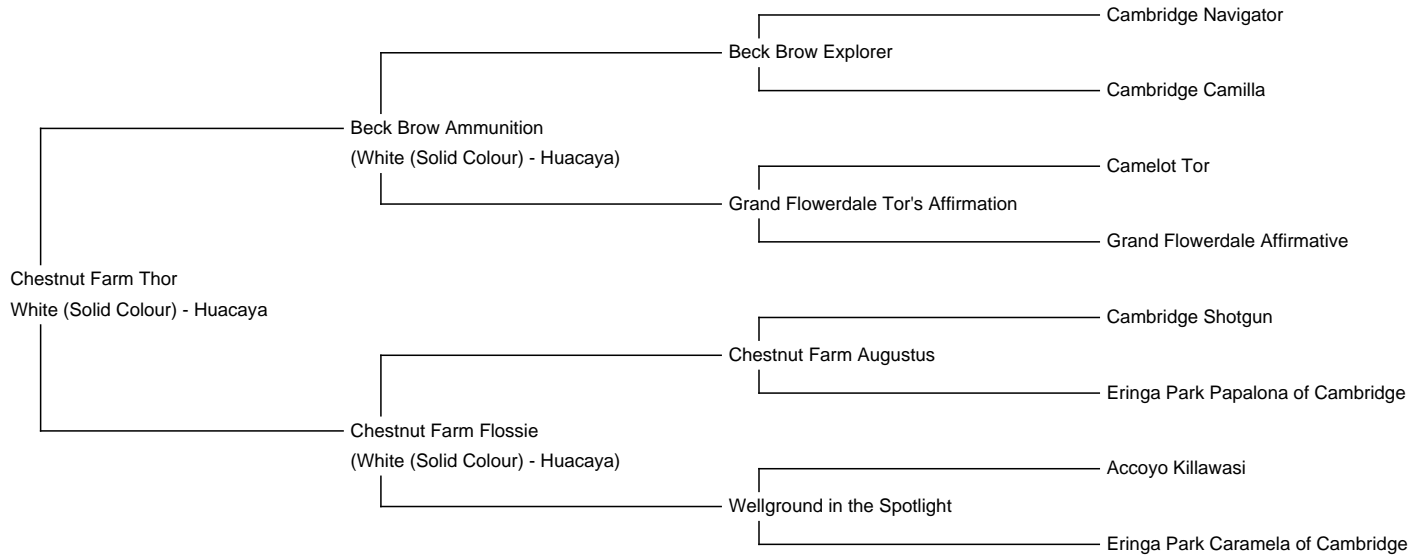 Cambridge Navigator
Beck Brow Explorer
Cambridge Camilla
Beck Brow Ammunition
(White (Solid Colour) - Huacaya)
Camelot Tor
Grand Flowerdale Tor's Affirmation
Grand Flowerdale Affirmative
Chestnut Farm Thor
White (Solid Colour) - Huacaya
Cambridge Shotgun
Chestnut Farm Augustus
Eringa Park Papalona of Cambridge
Chestnut Farm Flossie
(White (Solid Colour) - Huacaya)
Accoyo Killawasi
Wellground in the Spotlight
Eringa Park Caramela of Cambridge